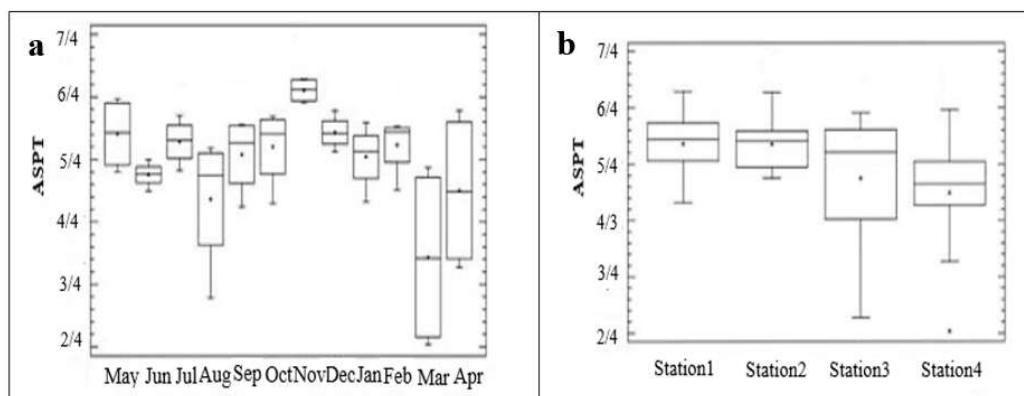 a
7/4
6/4
5/4
4/4
3/4
2/4
ASPT
May Jun Jul Aug Sep Oct Nov Dec Jan Feb Mar Apr
b
7/4
6/4
5/4
4/3
3/4
2/4
ASPT
Station1 Station2 Station3 Station4